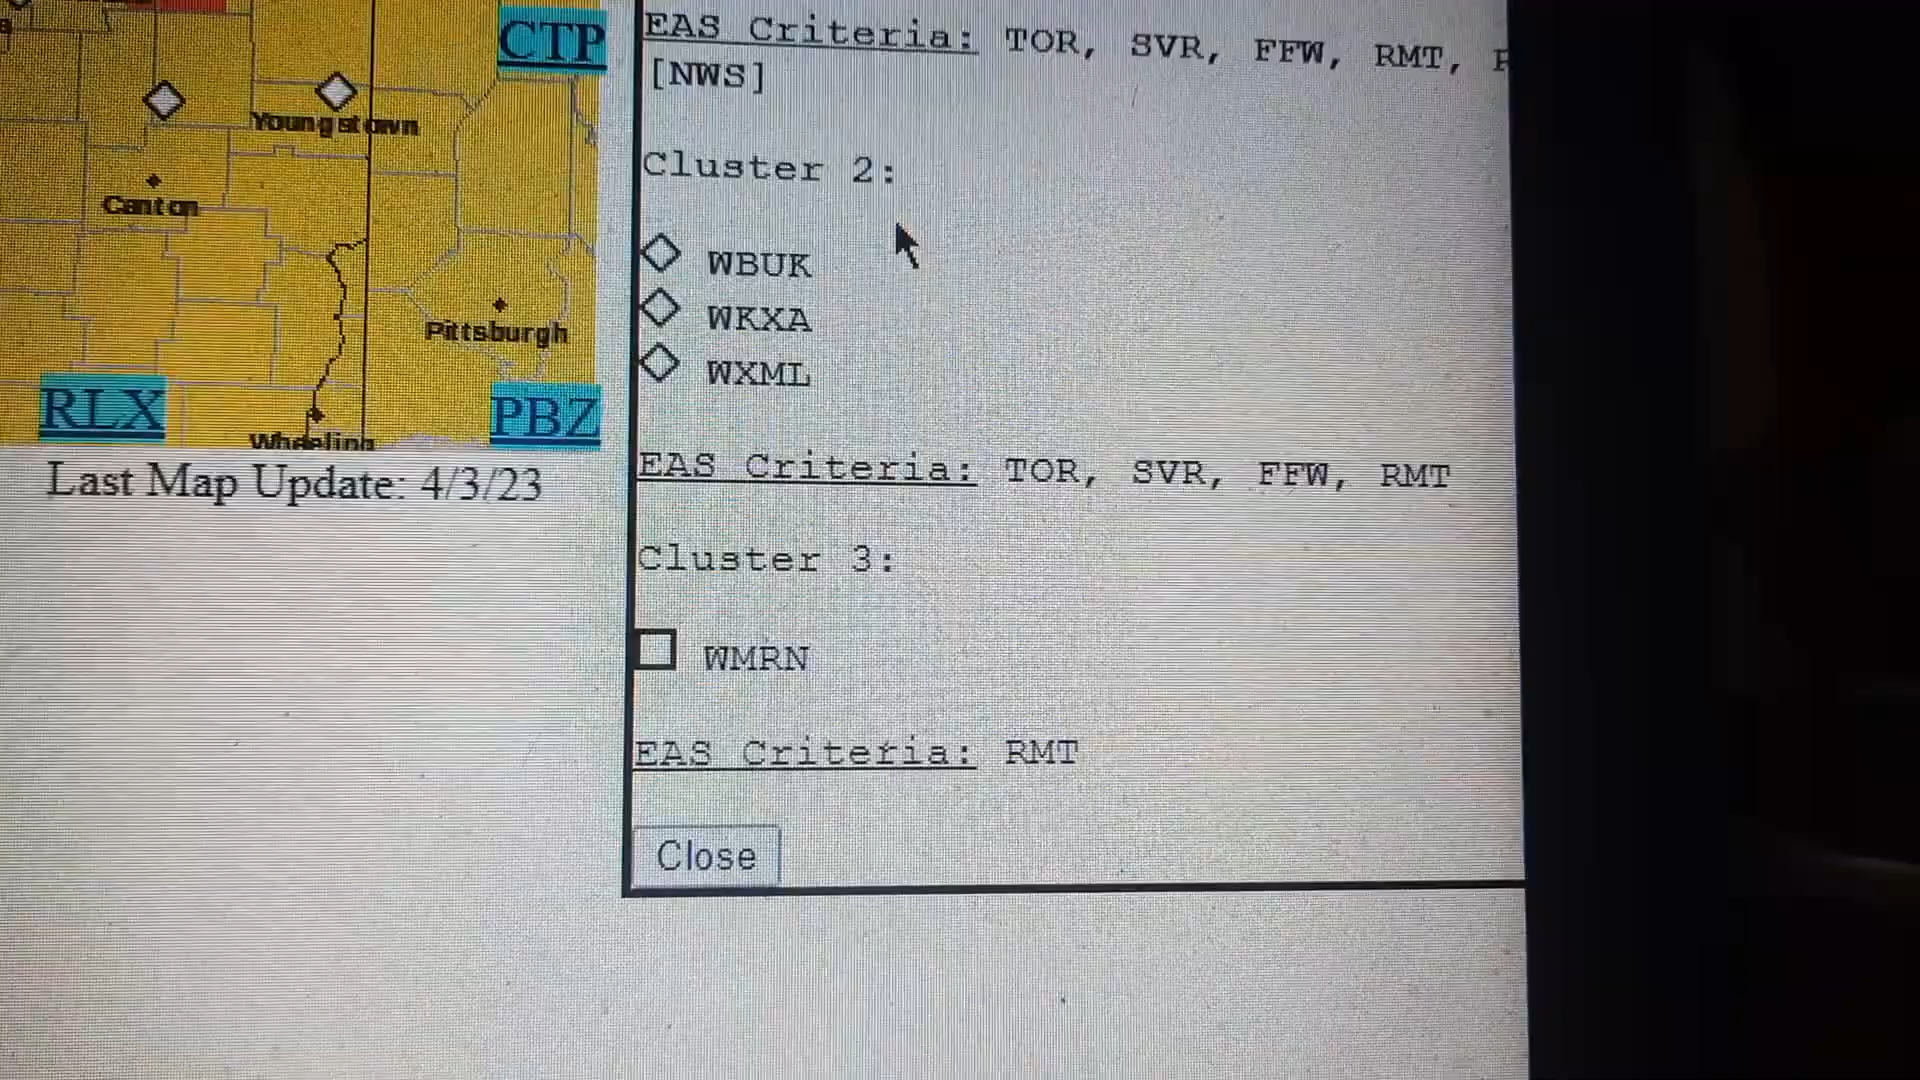 CTP
Youngstown
Canton
Pittsburgh
RLX
PBZ
Wheeling
Last Map Update: 4/3/23
EAS Criteria: TOR, SVR, FFW, RMT,
[NWS]
Cluster 2:
WBUK
WKXA
WXML
EAS Criteria: TOR, SVR, FFW, RMT
Cluster 3:
WMRN
EAS Criteria: RMT
Close